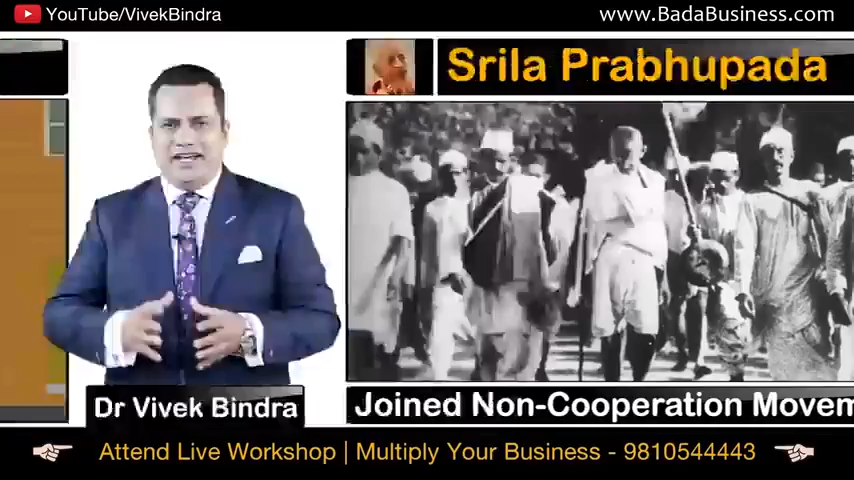 YouTube/VivekBindra
www.BadaBusiness.com
Srila Prabhupada
Dr Vivek Bindra
Joined Non-Cooperation Movem
Attend Live Workshop | Multiply Your Business - 9810544443